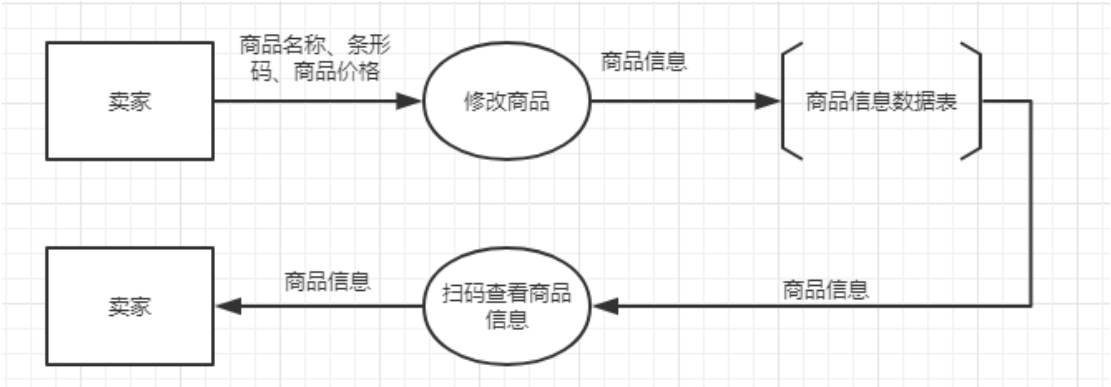 商品名称、条形
码、商品价格
卖家
修改商品
商品信息
商品信息数据表
卖家
商品信息
扫码查看商品
信息
商品信息